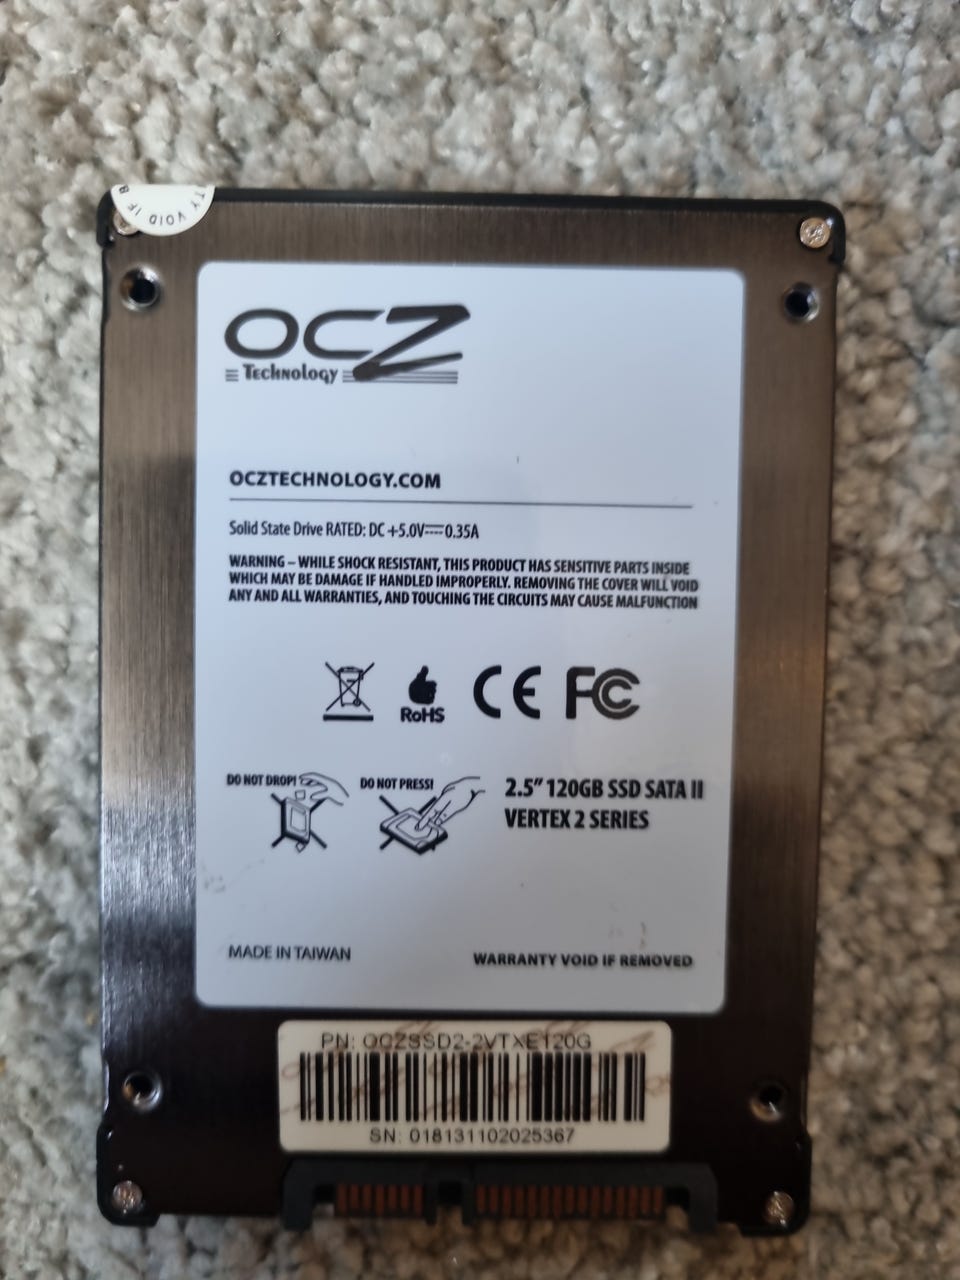 TY VOID IF B
OCZ
Technology
OCZTECHNOLOGY.COM
Solid State Drive RATED: DC +5.0V⎓0.35A
WARNING – WHILE SHOCK RESISTANT, THIS PRODUCT HAS SENSITIVE PARTS INSIDE
WHICH MAY BE DAMAGE IF HANDLED IMPROPERLY. REMOVING THE COVER WILL VOID
ANY AND ALL WARRANTIES, AND TOUCHING THE CIRCUITS MAY CAUSE MALFUNCTION
RoHS CE FC
DO NOT DROP! DO NOT PRESS! 2.5" 120GB SSD SATA II
VERTEX 2 SERIES
MADE IN TAIWAN WARRANTY VOID IF REMOVED
PN: OCZSSD2-2VTXE120G
SN: 018131102025367